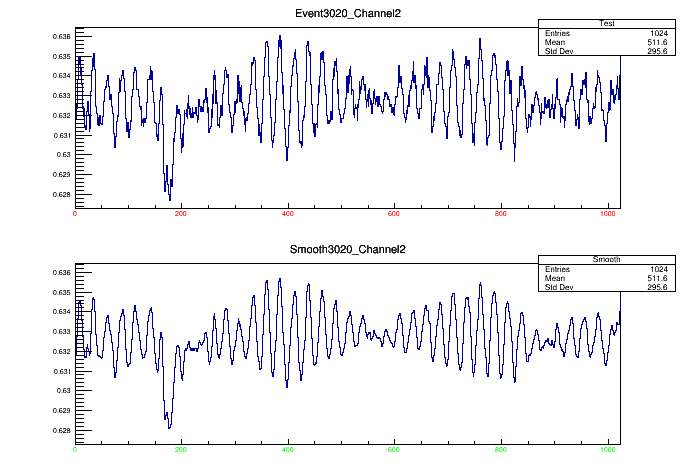 Event3020_Channel2
Test
Entries 1024
Mean 511.6
Std Dev 295.6
0.636
0.635
0.634
0.633
0.632
0.631
0.63
0.629
0.628
0 200 400 600 800 1000
Smooth3020_Channel2
Smooth
Entries 1024
Mean 511.6
Std Dev 295.6
0.636
0.635
0.634
0.633
0.632
0.631
0.63
0.629
0.628
0 200 400 600 800 1000